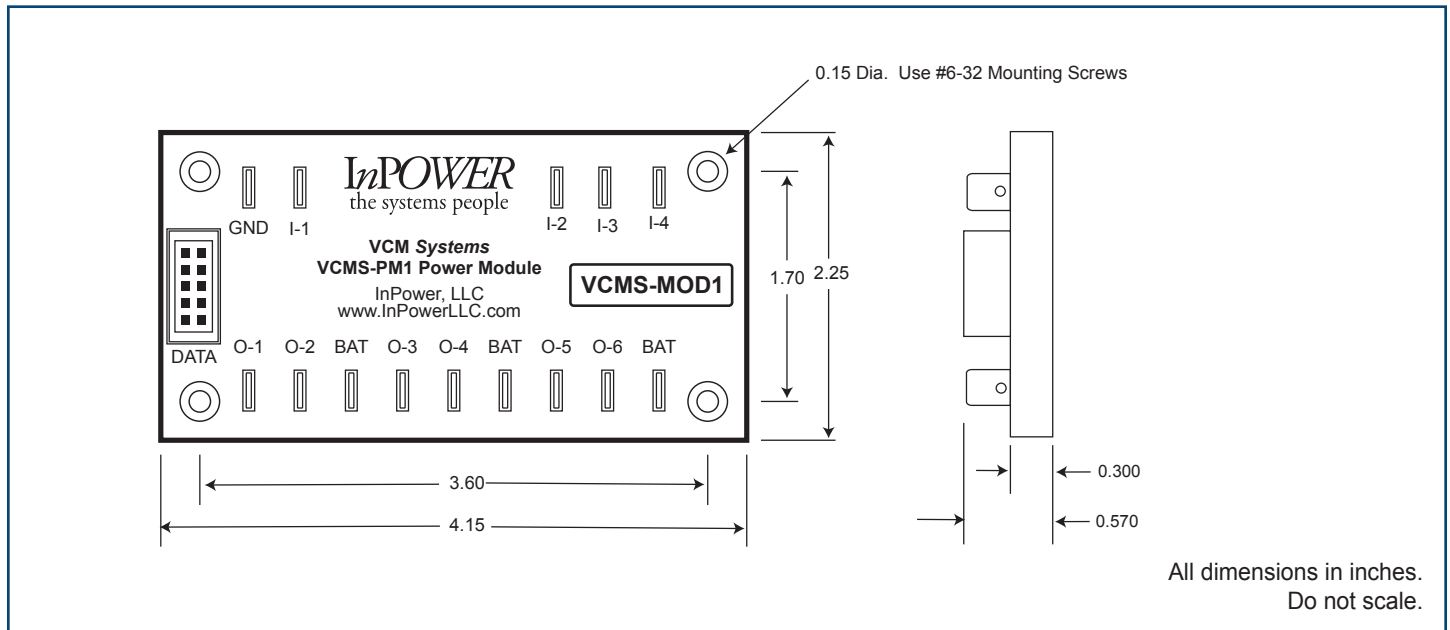 0.15 Dia. Use #6-32 Mounting Screws
InPOWER
the systems people
GND I-1 I-2 I-3 I-4
VCM Systems
VCMS-PM1 Power Module
InPower, LLC
www.InPowerLLC.com
VCMS-MOD1
DATA O-1 O-2 BAT O-3 O-4 BAT O-5 O-6 BAT
1.70 2.25
3.60
4.15
0.300
0.570
All dimensions in inches.
Do not scale.